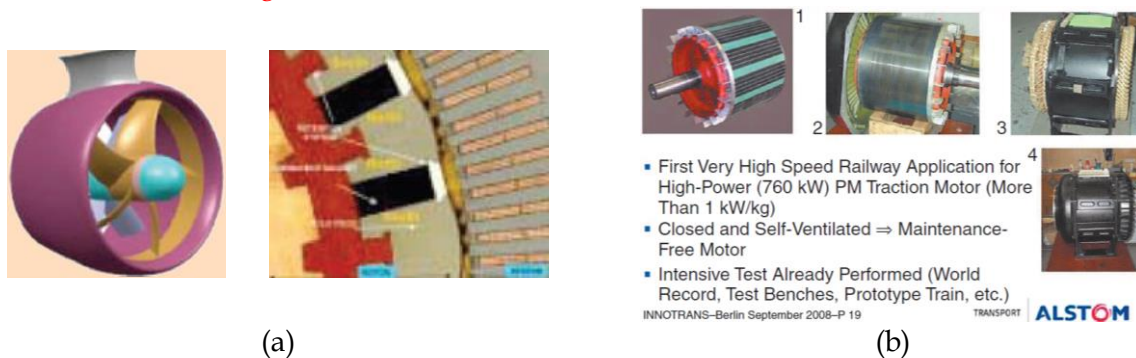 1
2
3
4
▪ First Very High Speed Railway Application for
High-Power (760 kW) PM Traction Motor (More
Than 1 kW/kg)
▪ Closed and Self-Ventilated ⇒ Maintenance-
Free Motor
▪ Intensive Test Already Performed (World
Record, Test Benches, Prototype Train, etc.)
INNOTRANS–Berlin September 2008–P 19
TRANSPORT ALSTOM
(a)
(b)